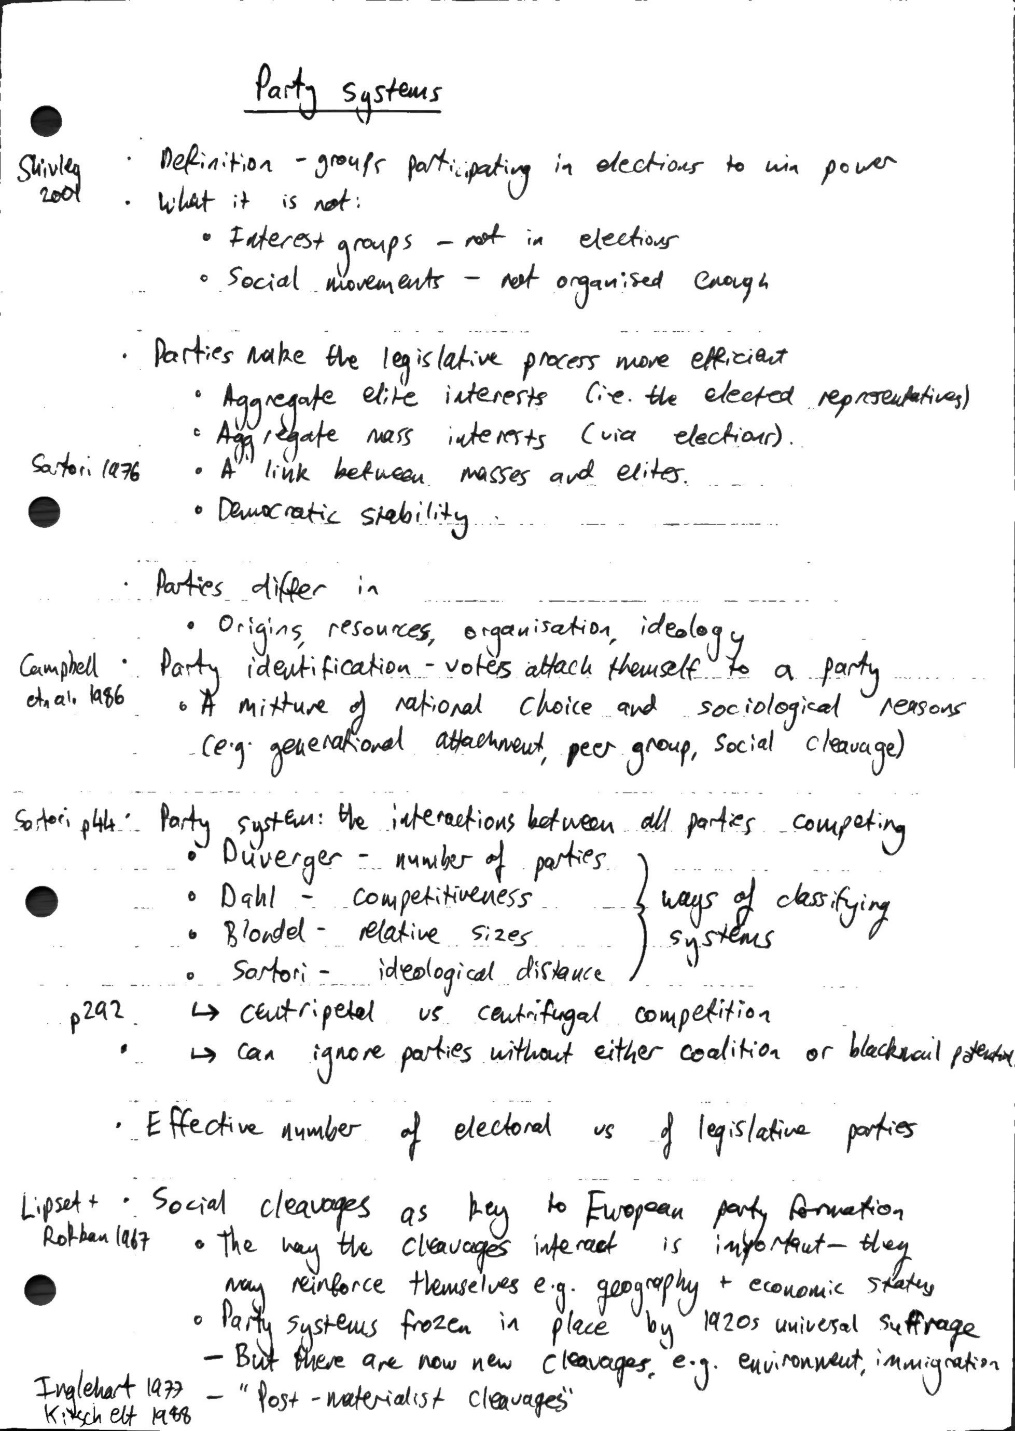 Party systems
Shivley • Definition - groups participating in elections to win power
2001 • What it is not:
• Interest groups - not in elections
• Social movements - not organised enough
• Parties make the legislative process more efficient
• Aggregate elite interests (i.e. the elected representatives)
• Aggregate mass interests (via elections).
Sartori 1976 • A link between masses and elites.
• Democratic stability.
• Parties differ in
• Origins, resources, organisation, ideology
Campbell • Party identification - voters attach themself to a party
et al. 1986 • A mixture of rational choice and sociological reasons
(e.g. generational attachment, peer group, social cleavage)
Sartori p44 • Party system: the interactions between all parties competing
• Duverger - number of parties
• Dahl - competitiveness } ways of classifying
• Blondel - relative sizes systems
• Sartori - ideological distance
p292 ↳ centripetal vs centrifugal competition
• ↳ can ignore parties without either coalition or blackmail potential
• Effective number of electoral vs of legislative parties
Lipset + • Social cleavages as key to European party formation
Rokkan 1967 • The way the cleavages interact is important - they
may reinforce themselves e.g. geography + economic status
• Party systems frozen in place by 1920s universal suffrage
- But there are now new cleavages, e.g. environment, immigration
Inglehart 1977 - "Post-materialist cleavages"
Kitschelt 1988